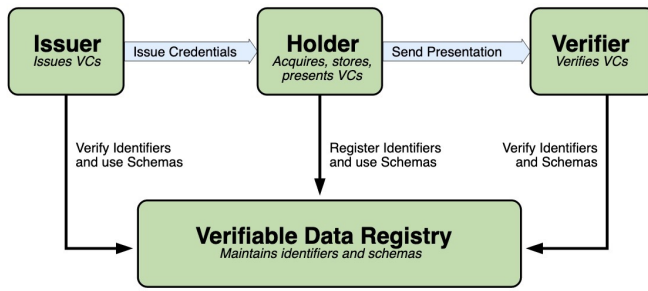 Issuer
Issues VCs
Issue Credentials
Holder
Acquires, stores,
presents VCs
Send Presentation
Verifier
Verifies VCs
Verify Identifiers
and use Schemas
Register Identifiers
and use Schemas
Verify Identifiers
and Schemas
Verifiable Data Registry
Maintains identifiers and schemas